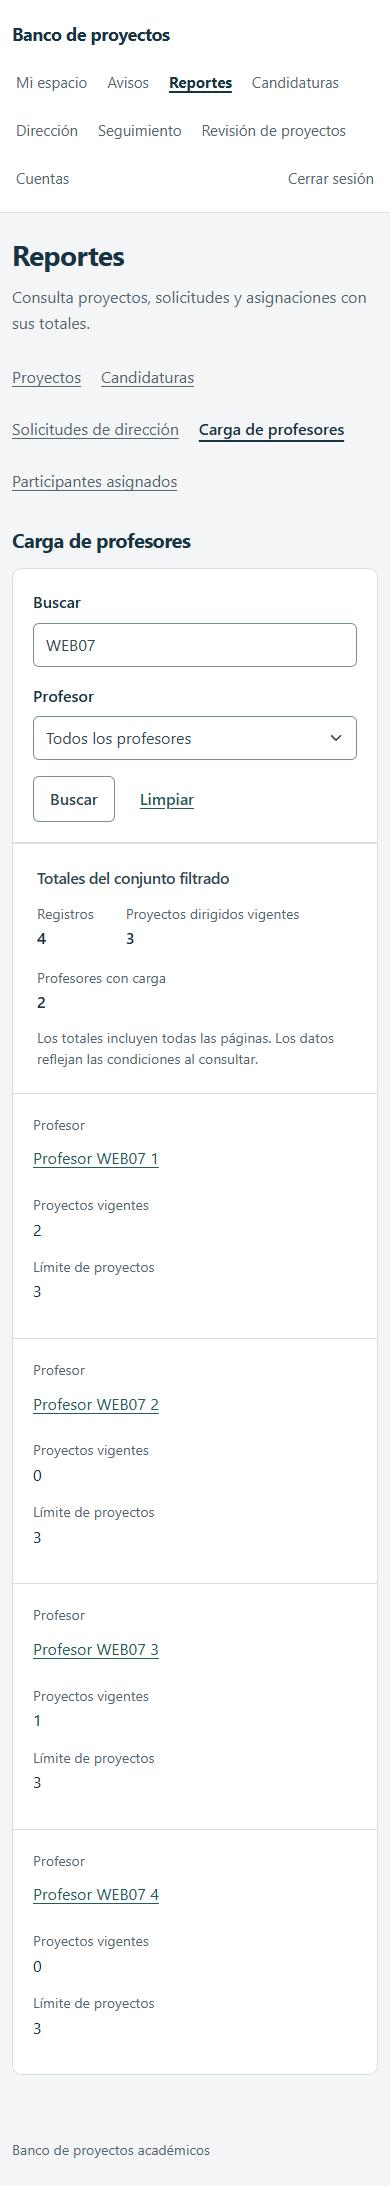 Banco de proyectos
Mi espacio Avisos Reportes Candidaturas
Dirección Seguimiento Revisión de proyectos
Cuentas Cerrar sesión
Reportes
Consulta proyectos, solicitudes y asignaciones con
sus totales.
Proyectos Candidaturas
Solicitudes de dirección Carga de profesores
Participantes asignados
Carga de profesores
Buscar
WEB07
Profesor
Todos los profesores
Buscar Limpiar
Totales del conjunto filtrado
Registros Proyectos dirigidos vigentes
4 3
Profesores con carga
2
Los totales incluyen todas las páginas. Los datos
reflejan las condiciones al consultar.
Profesor
Profesor WEB07 1
Proyectos vigentes
2
Límite de proyectos
3
Profesor
Profesor WEB07 2
Proyectos vigentes
0
Límite de proyectos
3
Profesor
Profesor WEB07 3
Proyectos vigentes
1
Límite de proyectos
3
Profesor
Profesor WEB07 4
Proyectos vigentes
0
Límite de proyectos
3
Banco de proyectos académicos